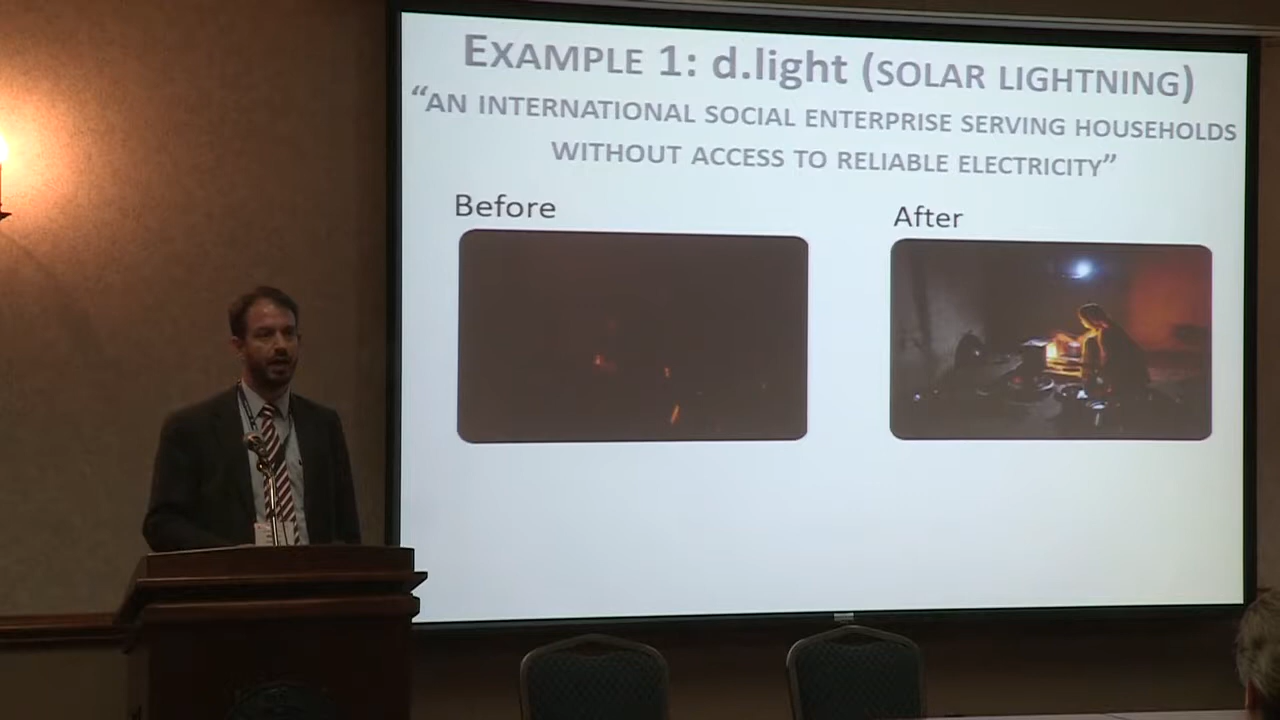 EXAMPLE 1: d.light (SOLAR LIGHTNING)
“AN INTERNATIONAL SOCIAL ENTERPRISE SERVING HOUSEHOLDS
WITHOUT ACCESS TO RELIABLE ELECTRICITY”
Before
After